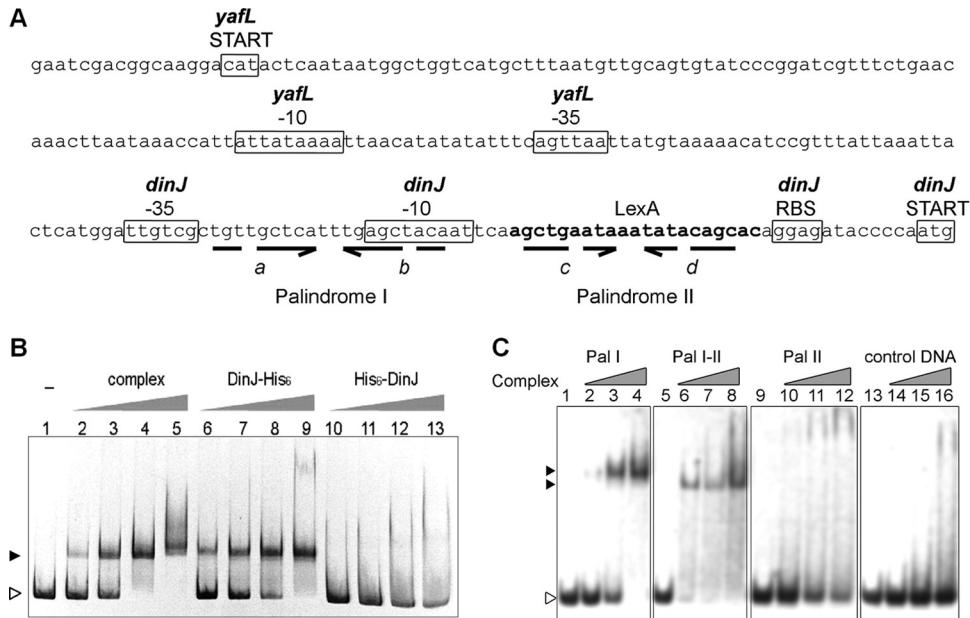 A
yafL
START
gaatcgacggcaaggacatactcaataatggctggtcatgctttaatgttgcagtgtatcccggatcgtttctgaac
yafL yafL
-10 -35
aaacttaataaaccattattataaaattaacatatatatttcagttaattatgtaaaaacatccgtttattaaatta
dinJ dinJ dinJ dinJ
-35 -10 LexA RBS START
ctcatggattgtcgctgttgctcatttgagctacaattcaagctgaataaatatacagcacaggagataccccaatg
a b c d
Palindrome I Palindrome II
B
– complex DinJ-His6 His6-DinJ
1 2 3 4 5 6 7 8 9 10 11 12 13
C
Pal I Pal I-II Pal II control DNA
Complex
1 2 3 4 5 6 7 8 9 10 11 12 13 14 15 16